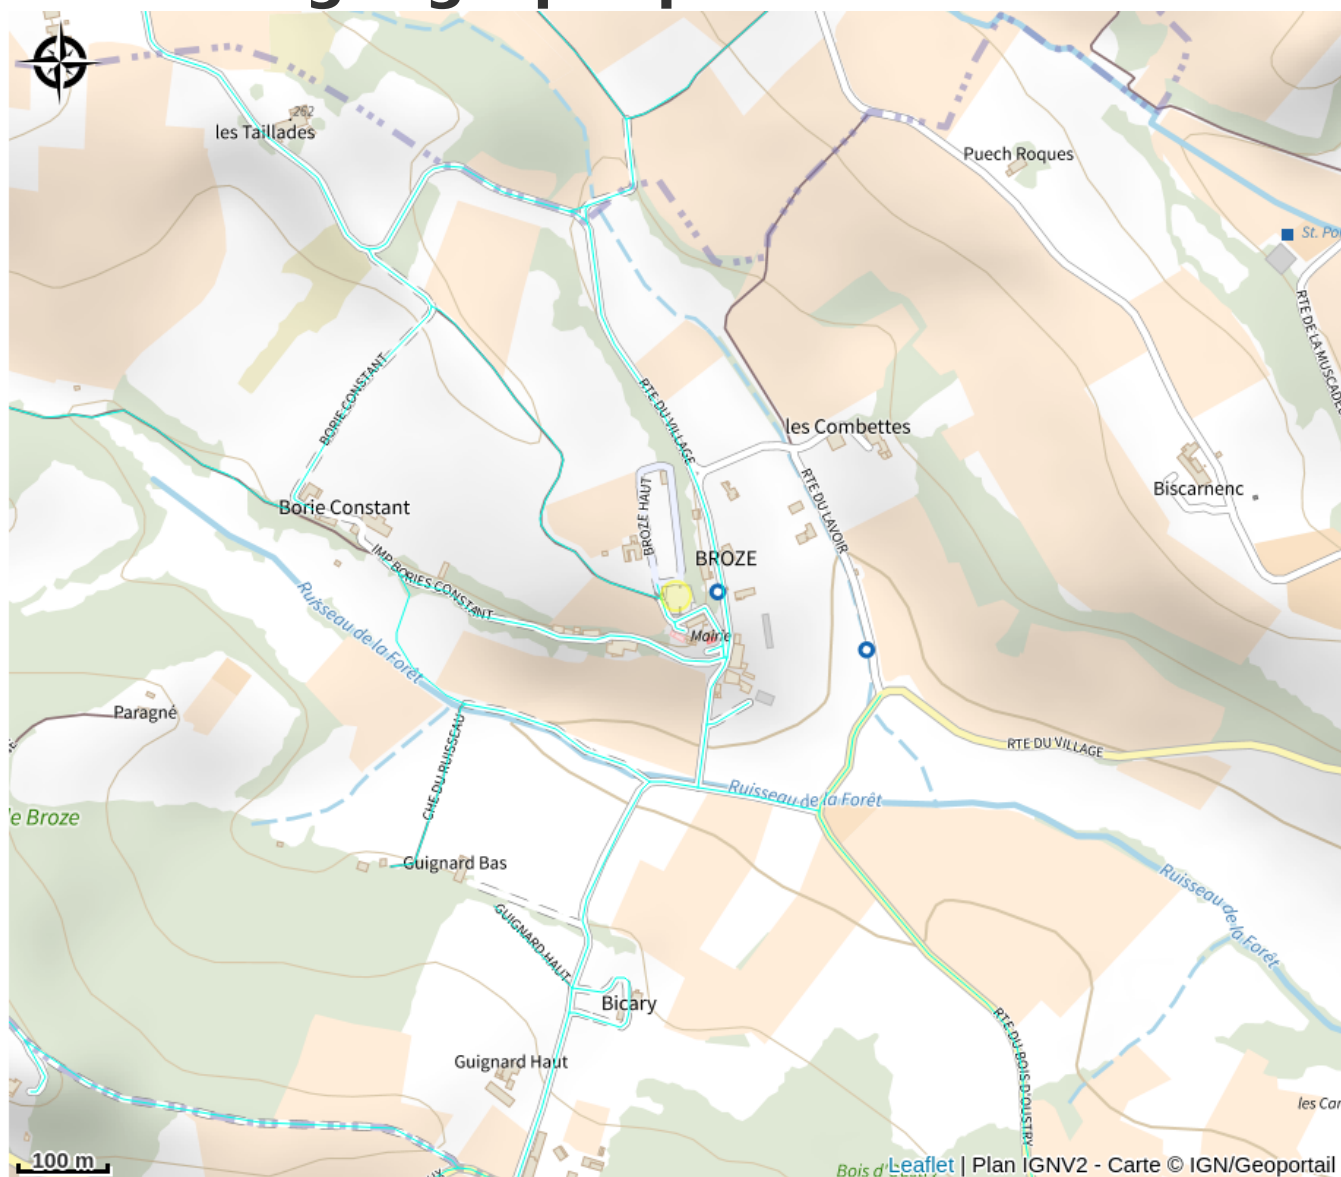 262
les Taillades
Puech Roques
St. Po
RTE DE LA MUSCADEL
BORIE CONSTANT
RTE DU VILLAGE
les Combettes
BROZE HAUT
RTE DU LAVOIR
Biscarnenc
Borie Constant
BROZE
IMP BORIES CONSTANT
Ruisseau de la Forêt
Mairie
Paragné
CHE DU RUISSEAU
RTE DU VILLAGE
Ruisseau de la Forêt
le Broze
Guignard Bas
Ruisseau de la Forêt
GUIGNARD HAUT
Bicary
Guignard Haut
RTE DU BOIS D'OUSTRY
les Car
100 m
Leaflet | Plan IGNV2 - Carte © IGN/Geoportail